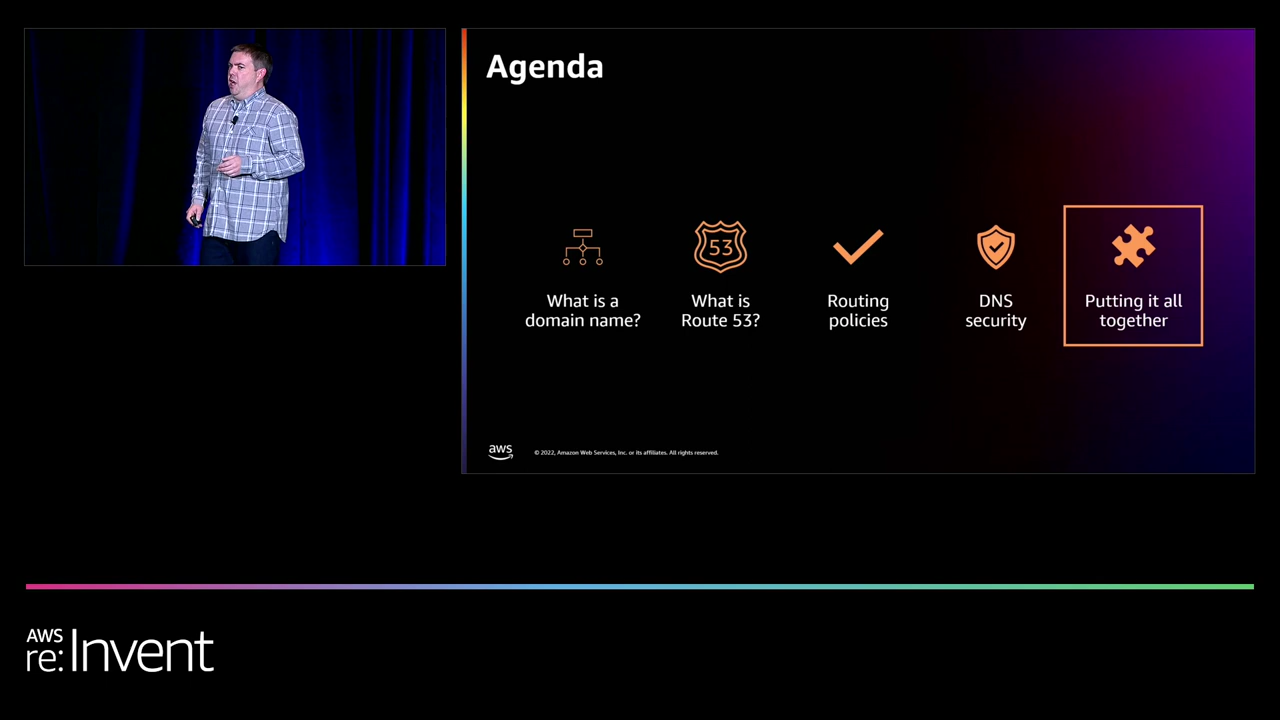 Agenda
53
What is a
domain name?
What is
Route 53?
Routing
policies
DNS
security
Putting it all
together
aws
© 2022, Amazon Web Services, Inc. or its affiliates. All rights reserved.
AWS
re:Invent